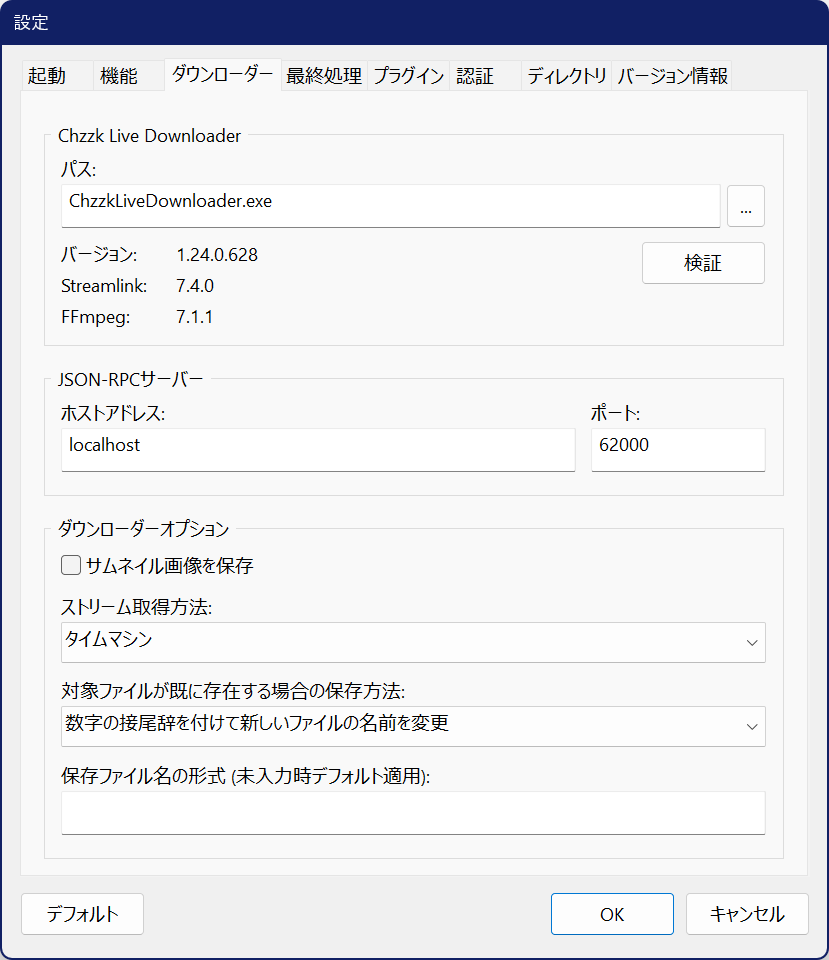 設定
起動 機能 ダウンローダー 最終処理 プラグイン 認証 ディレクトリ バージョン情報
Chzzk Live Downloader
パス:
ChzzkLiveDownloader.exe ...
バージョン: 1.24.0.628 検証
Streamlink: 7.4.0
FFmpeg: 7.1.1
JSON-RPCサーバー
ホストアドレス: ポート:
localhost 62000
ダウンローダーオプション
サムネイル画像を保存
ストリーム取得方法:
タイムマシン
対象ファイルが既に存在する場合の保存方法:
数字の接尾辞を付けて新しいファイルの名前を変更
保存ファイル名の形式 (未入力時デフォルト適用):
デフォルト OK キャンセル